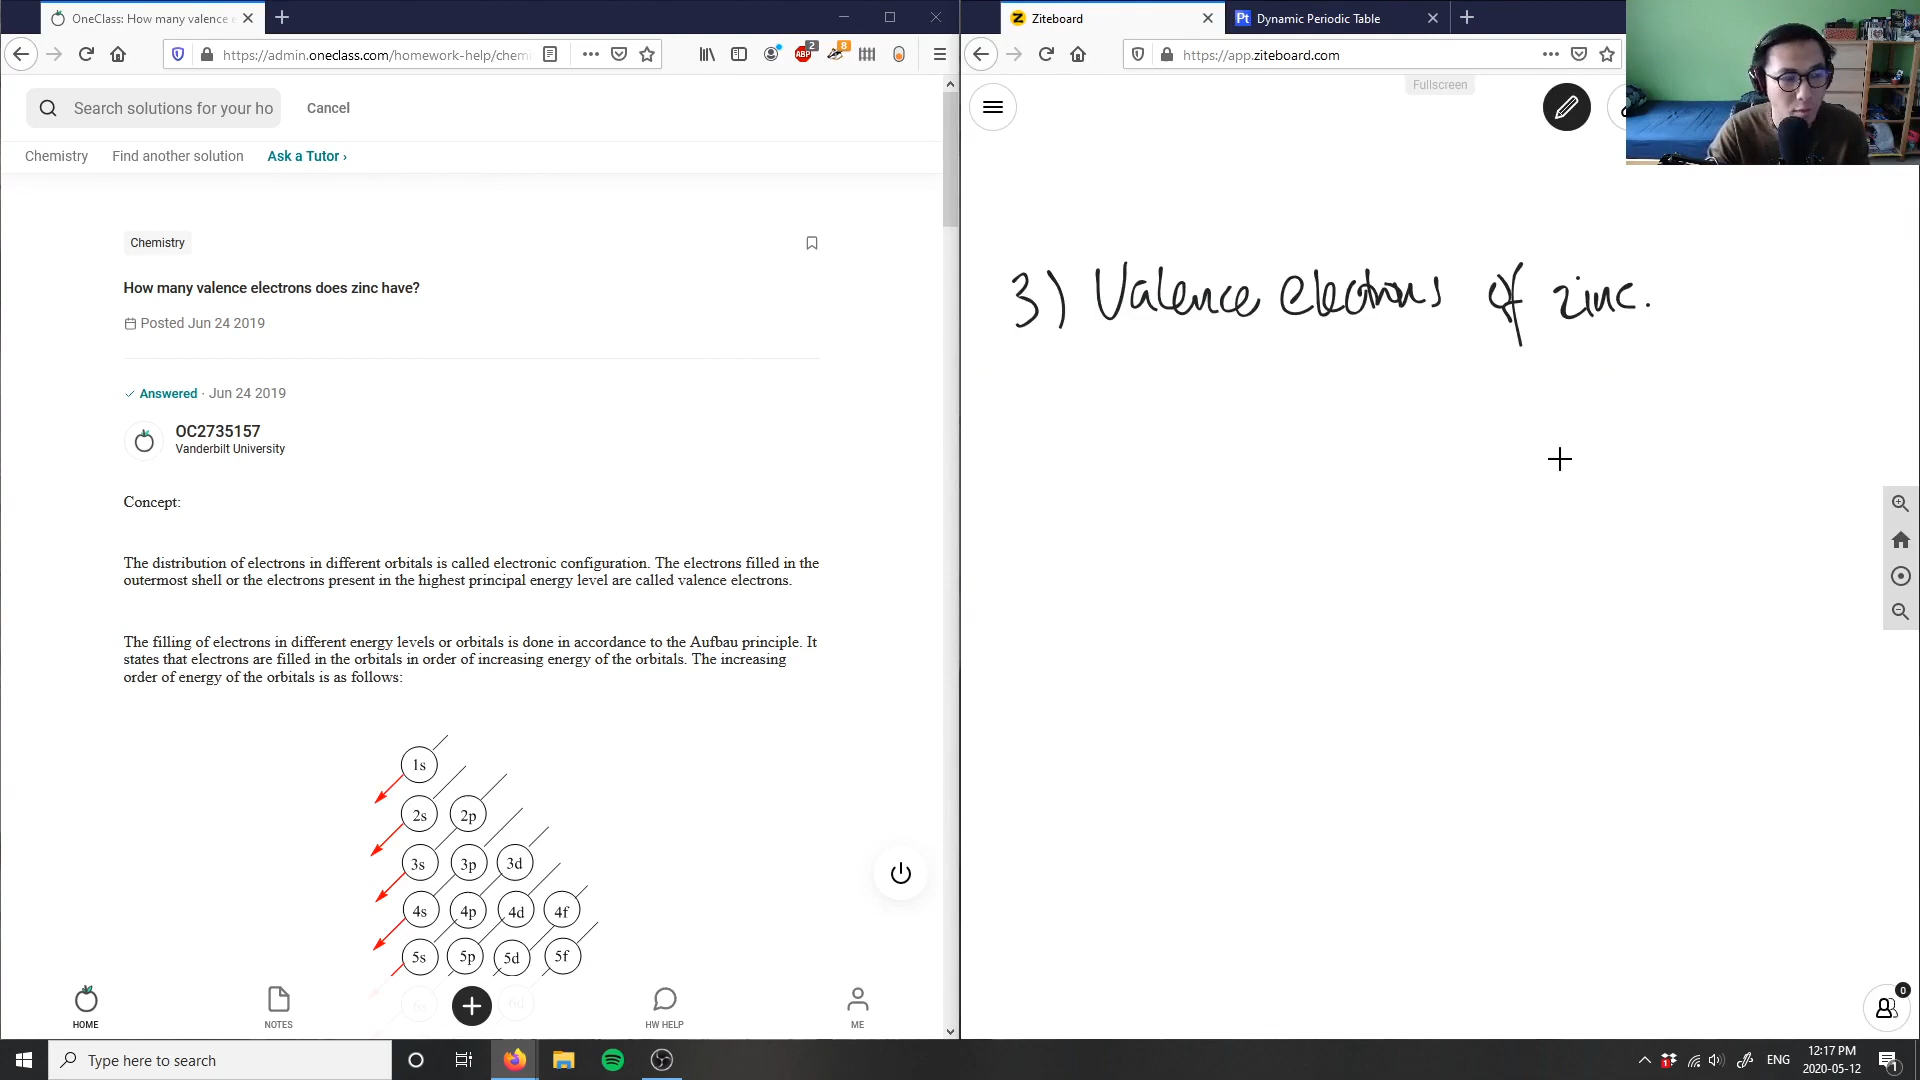 OneClass: How many valence e
https://admin.oneclass.com/homework-help/chemi
2
8
Search solutions for your ho
Cancel
Chemistry
Find another solution
Ask a Tutor ›
Chemistry
How many valence electrons does zinc have?
Posted Jun 24 2019
Answered · Jun 24 2019
OC2735157
Vanderbilt University
Concept:
The distribution of electrons in different orbitals is called electronic configuration. The electrons filled in the
outermost shell or the electrons present in the highest principal energy level are called valence electrons.
The filling of electrons in different energy levels or orbitals is done in accordance to the Aufbau principle. It
states that electrons are filled in the orbitals in order of increasing energy of the orbitals. The increasing
order of energy of the orbitals is as follows:
1s
2s 2p
3s 3p 3d
4s 4p 4d 4f
5s 5p 5d 5f
6s 6d
HOME
NOTES
HW HELP
ME
Ziteboard
Pt Dynamic Periodic Table
https://app.ziteboard.com
Fullscreen
3) Valence electrons of zinc.
0
Type here to search
ENG
12:17 PM
2020-05-12
1